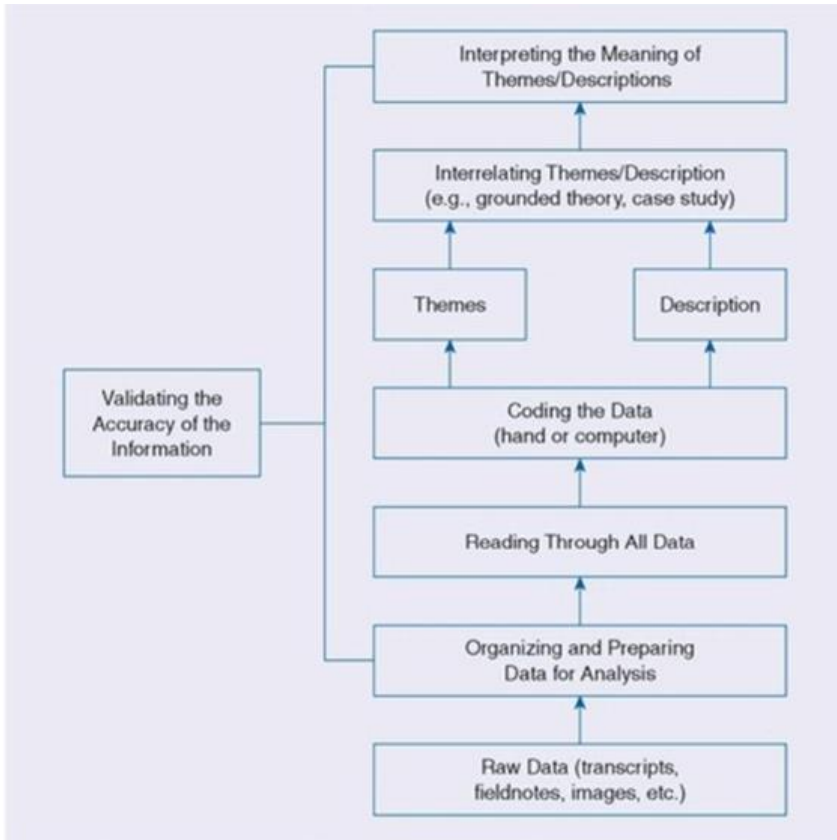 Interpreting the Meaning of
Themes/Descriptions
Interrelating Themes/Description
(e.g., grounded theory, case study)
Themes
Description
Validating the
Accuracy of the
Information
Coding the Data
(hand or computer)
Reading Through All Data
Organizing and Preparing
Data for Analysis
Raw Data (transcripts,
fieldnotes, images, etc.)